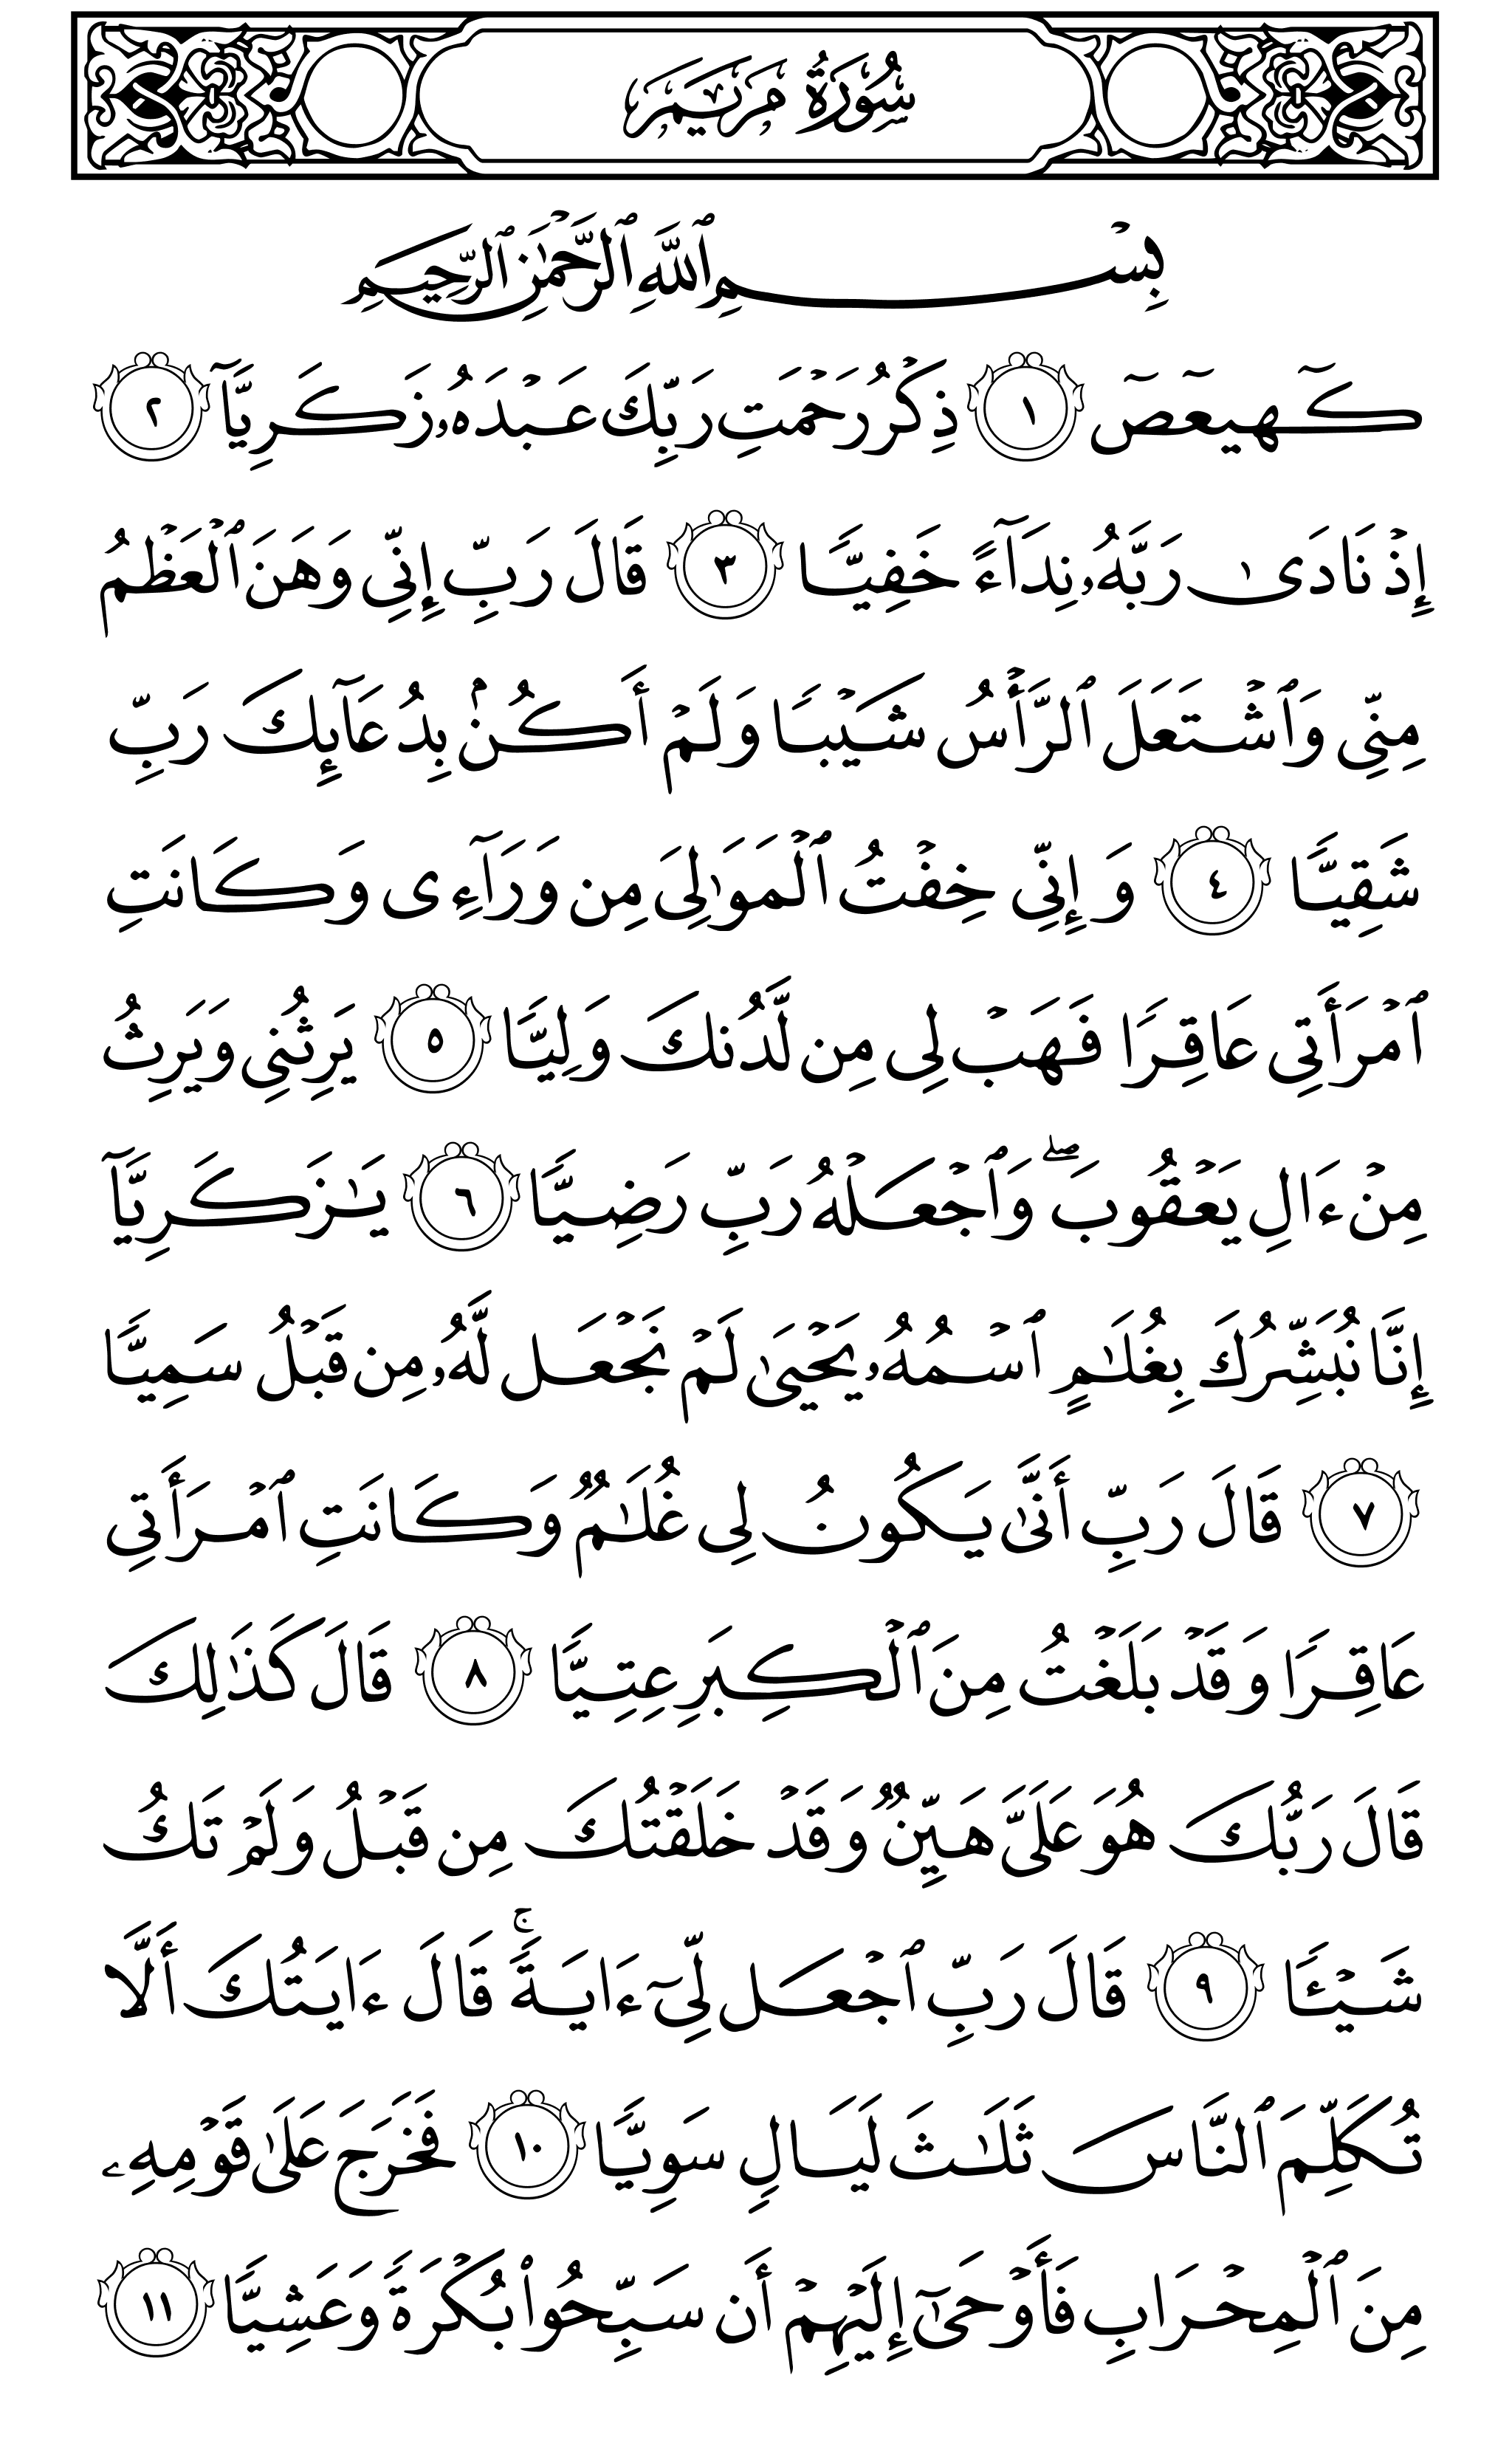 سُورَةُ مَرْيَمَ
بِسْمِ ٱللَّهِ ٱلرَّحْمَٰنِ ٱلرَّحِيمِ
كٓهيعٓصٓ ١ ذِكْرُ رَحْمَتِ رَبِّكَ عَبْدَهُۥ زَكَرِيَّآ ٢
إِذْ نَادَىٰ رَبَّهُۥ نِدَآءً خَفِيًّا ٣ قَالَ رَبِّ إِنِّي وَهَنَ ٱلْعَظْمُ
مِنِّي وَٱشْتَعَلَ ٱلرَّأْسُ شَيْبًا وَلَمْ أَكُنۢ بِدُعَآئِكَ رَبِّ
شَقِيًّا ٤ وَإِنِّي خِفْتُ ٱلْمَوَٰلِيَ مِن وَرَآءِى وَكَانَتِ
ٱمْرَأَتِي عَاقِرًا فَهَبْ لِي مِن لَّدُنكَ وَلِيًّا ٥ يَرِثُنِي وَيَرِثُ
مِنْ ءَالِ يَعْقُوبَ ۖ وَٱجْعَلْهُ رَبِّ رَضِيًّا ٦ يَٰزَكَرِيَّآ
إِنَّا نُبَشِّرُكَ بِغُلَٰمٍ ٱسْمُهُۥ يَحْيَىٰ لَمْ نَجْعَل لَّهُۥ مِن قَبْلُ سَمِيًّا
٧ قَالَ رَبِّ أَنَّىٰ يَكُونُ لِي غُلَٰمٌ وَكَانَتِ ٱمْرَأَتِي
عَاقِرًا وَقَدْ بَلَغْتُ مِنَ ٱلْكِبَرِ عِتِيًّا ٨ قَالَ كَذَٰلِكَ
قَالَ رَبُّكَ هُوَ عَلَىَّ هَيِّنٌ وَقَدْ خَلَقْتُكَ مِن قَبْلُ وَلَمْ تَكُ
شَيْـًٔا ٩ قَالَ رَبِّ ٱجْعَل لِّيٓ ءَايَةً ۚ قَالَ ءَايَتُكَ أَلَّا
تُكَلِّمَ ٱلنَّاسَ ثَلَٰثَ لَيَالٍ سَوِيًّا ١٠ فَخَرَجَ عَلَىٰ قَوْمِهِۦ
مِنَ ٱلْمِحْرَابِ فَأَوْحَىٰٓ إِلَيْهِمْ أَن سَبِّحُوا۟ بُكْرَةً وَعَشِيًّا ١١